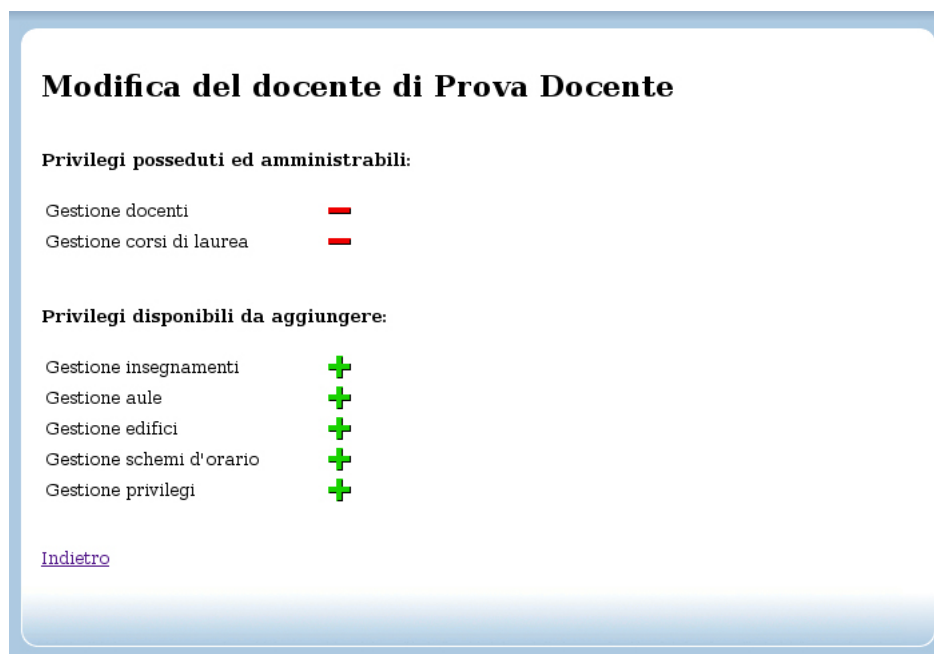 Modifica del docente di Prova Docente
Privilegi posseduti ed amministrabili:
Gestione docenti
Gestione corsi di laurea
Privilegi disponibili da aggiungere:
Gestione insegnamenti
Gestione aule
Gestione edifici
Gestione schemi d'orario
Gestione privilegi
Indietro